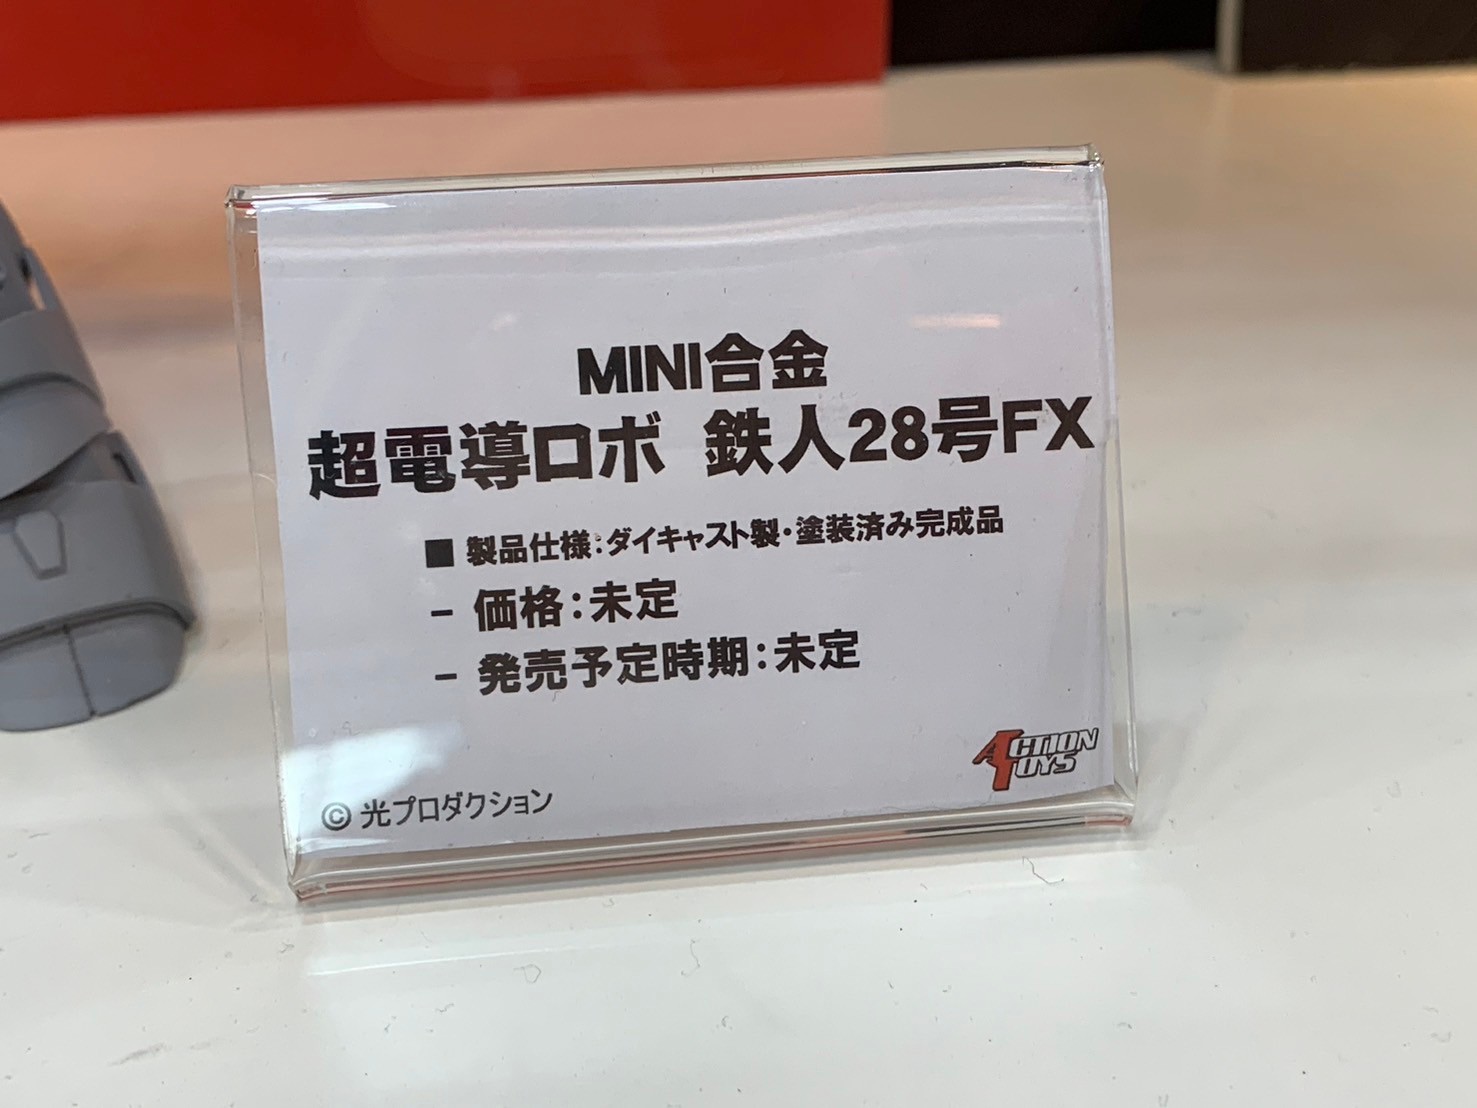 MINI合金
超電導ロボ 鉄人28号FX
■ 製品仕様：ダイキャスト製・塗装済み完成品
- 価格：未定
- 発売予定時期：未定
ACTION
TOYS
© 光プロダクション